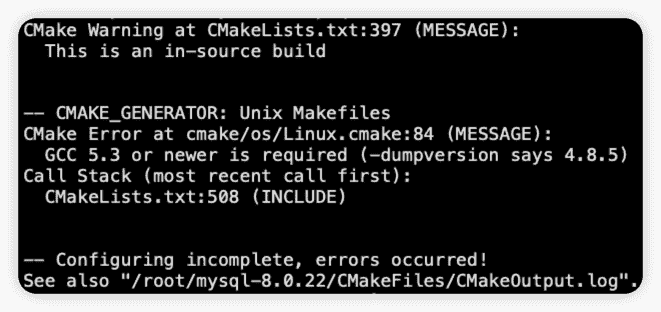 CMake Warning at CMakeLists.txt:397 (MESSAGE):
This is an in-source build
-- CMAKE_GENERATOR: Unix Makefiles
CMake Error at cmake/os/Linux.cmake:84 (MESSAGE):
GCC 5.3 or newer is required (-dumpversion says 4.8.5)
Call Stack (most recent call first):
CMakeLists.txt:508 (INCLUDE)
-- Configuring incomplete, errors occurred!
See also "/root/mysql-8.0.22/CMakeFiles/CMakeOutput.log".